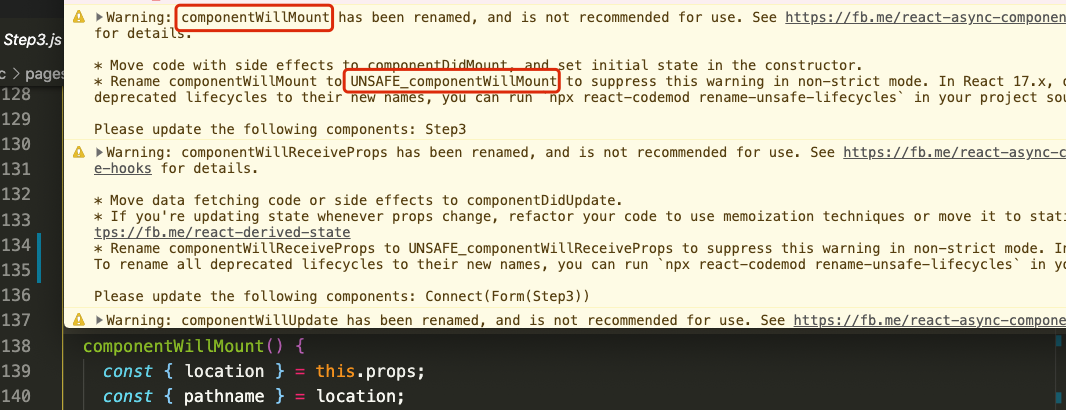 Warning: componentWillMount has been renamed, and is not recommended for use. See https://fb.me/react-async-componen
for details.
* Move code with side effects to componentDidMount, and set initial state in the constructor.
* Rename componentWillMount to UNSAFE_componentWillMount to suppress this warning in non-strict mode. In React 17.x,
deprecated lifecycles to their new names, you can run `npx react-codemod rename-unsafe-lifecycles` in your project sou
Please update the following components: Step3
Warning: componentWillReceiveProps has been renamed, and is not recommended for use. See https://fb.me/react-async-c
e-hooks for details.
* Move data fetching code or side effects to componentDidUpdate.
* If you're updating state whenever props change, refactor your code to use memoization techniques or move it to stati
tps://fb.me/react-derived-state
* Rename componentWillReceiveProps to UNSAFE_componentWillReceiveProps to suppress this warning in non-strict mode. In
To rename all deprecated lifecycles to their new names, you can run `npx react-codemod rename-unsafe-lifecycles` in yo
Please update the following components: Connect(Form(Step3))
Warning: componentWillUpdate has been renamed, and is not recommended for use. See https://fb.me/react-async-compone
Step3.js
c > pages
128
129
130
131
132
133
134
135
136
137
138 componentWillMount() {
139 const { location } = this.props;
140 const { pathname } = location;